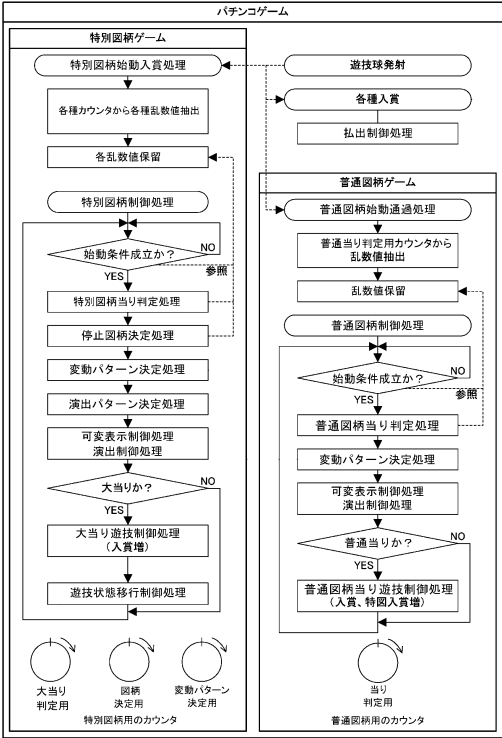 パチンコゲーム
特別図柄ゲーム
特別図柄始動入賞処理
各種カウンタから各種乱数値抽出
各乱数値保留
特別図柄制御処理
NO
始動条件成立か？
参照
YES
特別図柄当り判定処理
停止図柄決定処理
変動パターン決定処理
演出パターン決定処理
可変表示制御処理
演出制御処理
NO
大当りか？
YES
大当り遊技制御処理
（入賞増）
遊技状態移行制御処理
大当り
判定用
図柄
決定用
変動パターン
決定用
特別図柄用のカウンタ
遊技球発射
各種入賞
払出制御処理
普通図柄ゲーム
普通図柄始動通過処理
普通当り判定用カウンタから
乱数値抽出
乱数値保留
普通図柄制御処理
NO
始動条件成立か？
参照
YES
普通図柄当り判定処理
変動パターン決定処理
可変表示制御処理
演出制御処理
NO
普通当りか？
YES
普通図柄当り遊技制御処理
（入賞、特図入賞増）
当り
判定用
普通図柄用のカウンタ